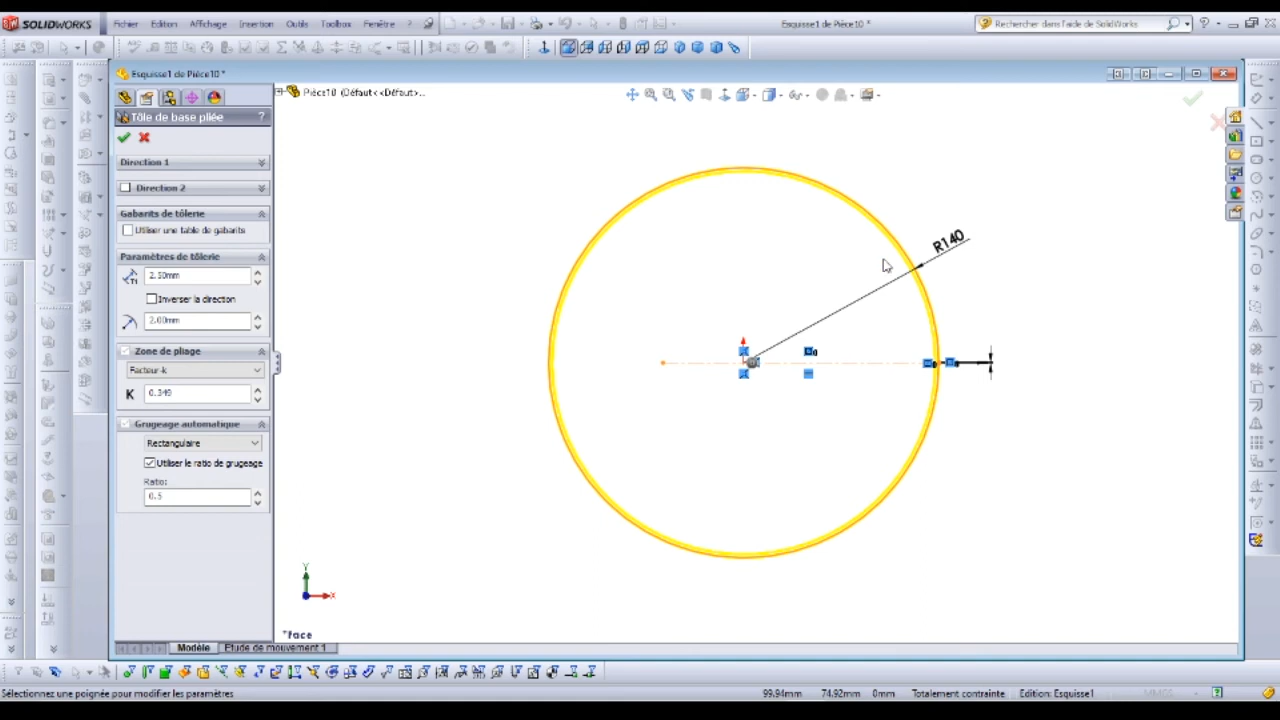 SOLIDWORKS Fichier Edition Affichage Insertion Outils Toolbox Fenêtre ? Esquisse1 de Pièce10 * Rechercher dans l'aide de SolidWorks
Esquisse1 de Pièce10 *
Pièce10 (Défaut<<Défaut>...
Tôle de base pliée ?
Direction 1
Direction 2
Gabarits de tôlerie
Utiliser une table de gabarits
Paramètres de tôlerie
T1 2.50mm
Inverser la direction
2.00mm
Zone de pliage
Facteur-k
K 0.349
Grugeage automatique
Rectangulaire
Utiliser le ratio de grugeage
Ratio:
0.5
R140
Y
X
*Face
Modèle Etude de mouvement 1
Sélectionnez une poignée pour modifier les paramètres 99.94mm 74.92mm 0mm Totalement contrainte Edition: Esquisse1